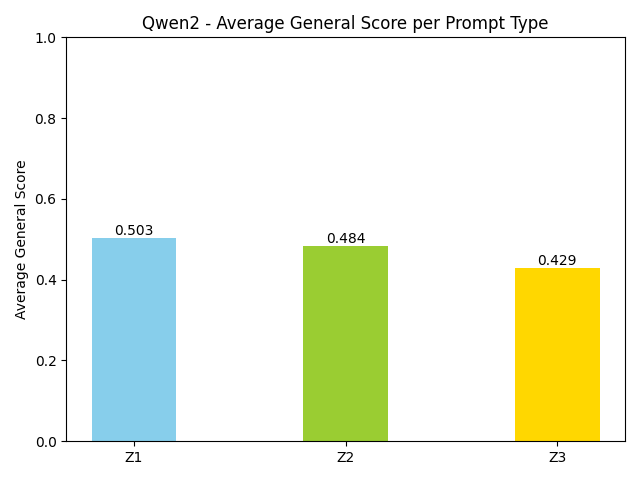 Qwen2 - Average General Score per Prompt Type
1.0
0.8
0.6
0.4
0.2
0.0
Average General Score
0.503
0.484
0.429
Z1
Z2
Z3